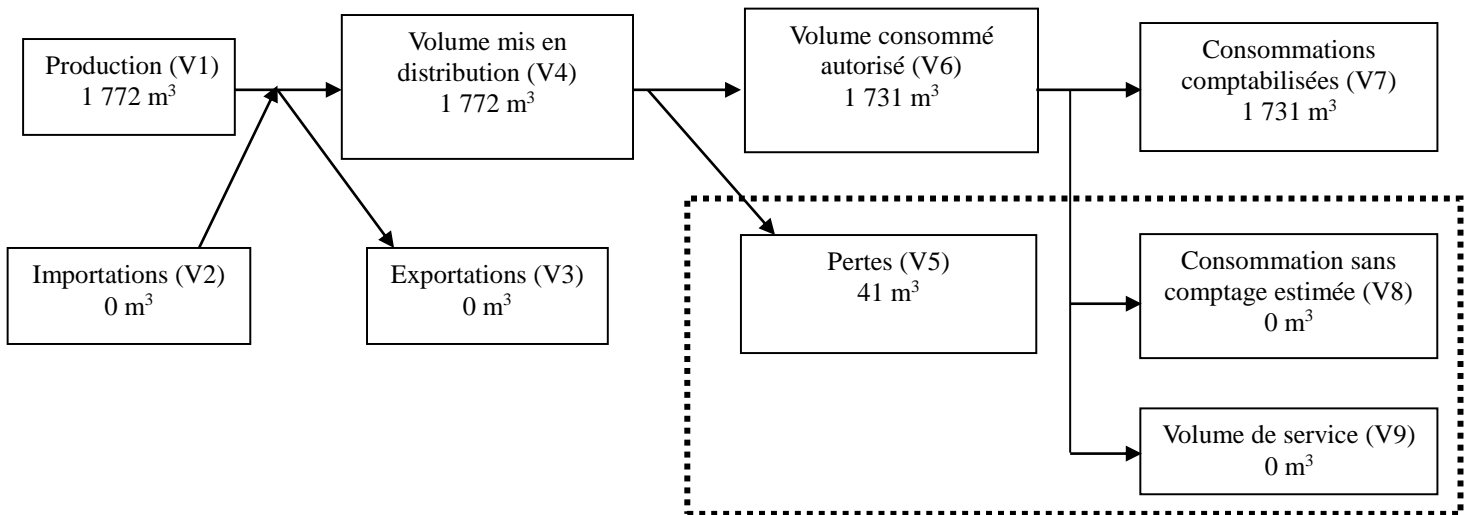 Production (V1)
1 772 m³
Volume mis en
distribution (V4)
1 772 m³
Volume consommé
autorisé (V6)
1 731 m³
Consommations
comptabilisées (V7)
1 731 m³
Importations (V2)
0 m³
Exportations (V3)
0 m³
Pertes (V5)
41 m³
Consommation sans
comptage estimée (V8)
0 m³
Volume de service (V9)
0 m³